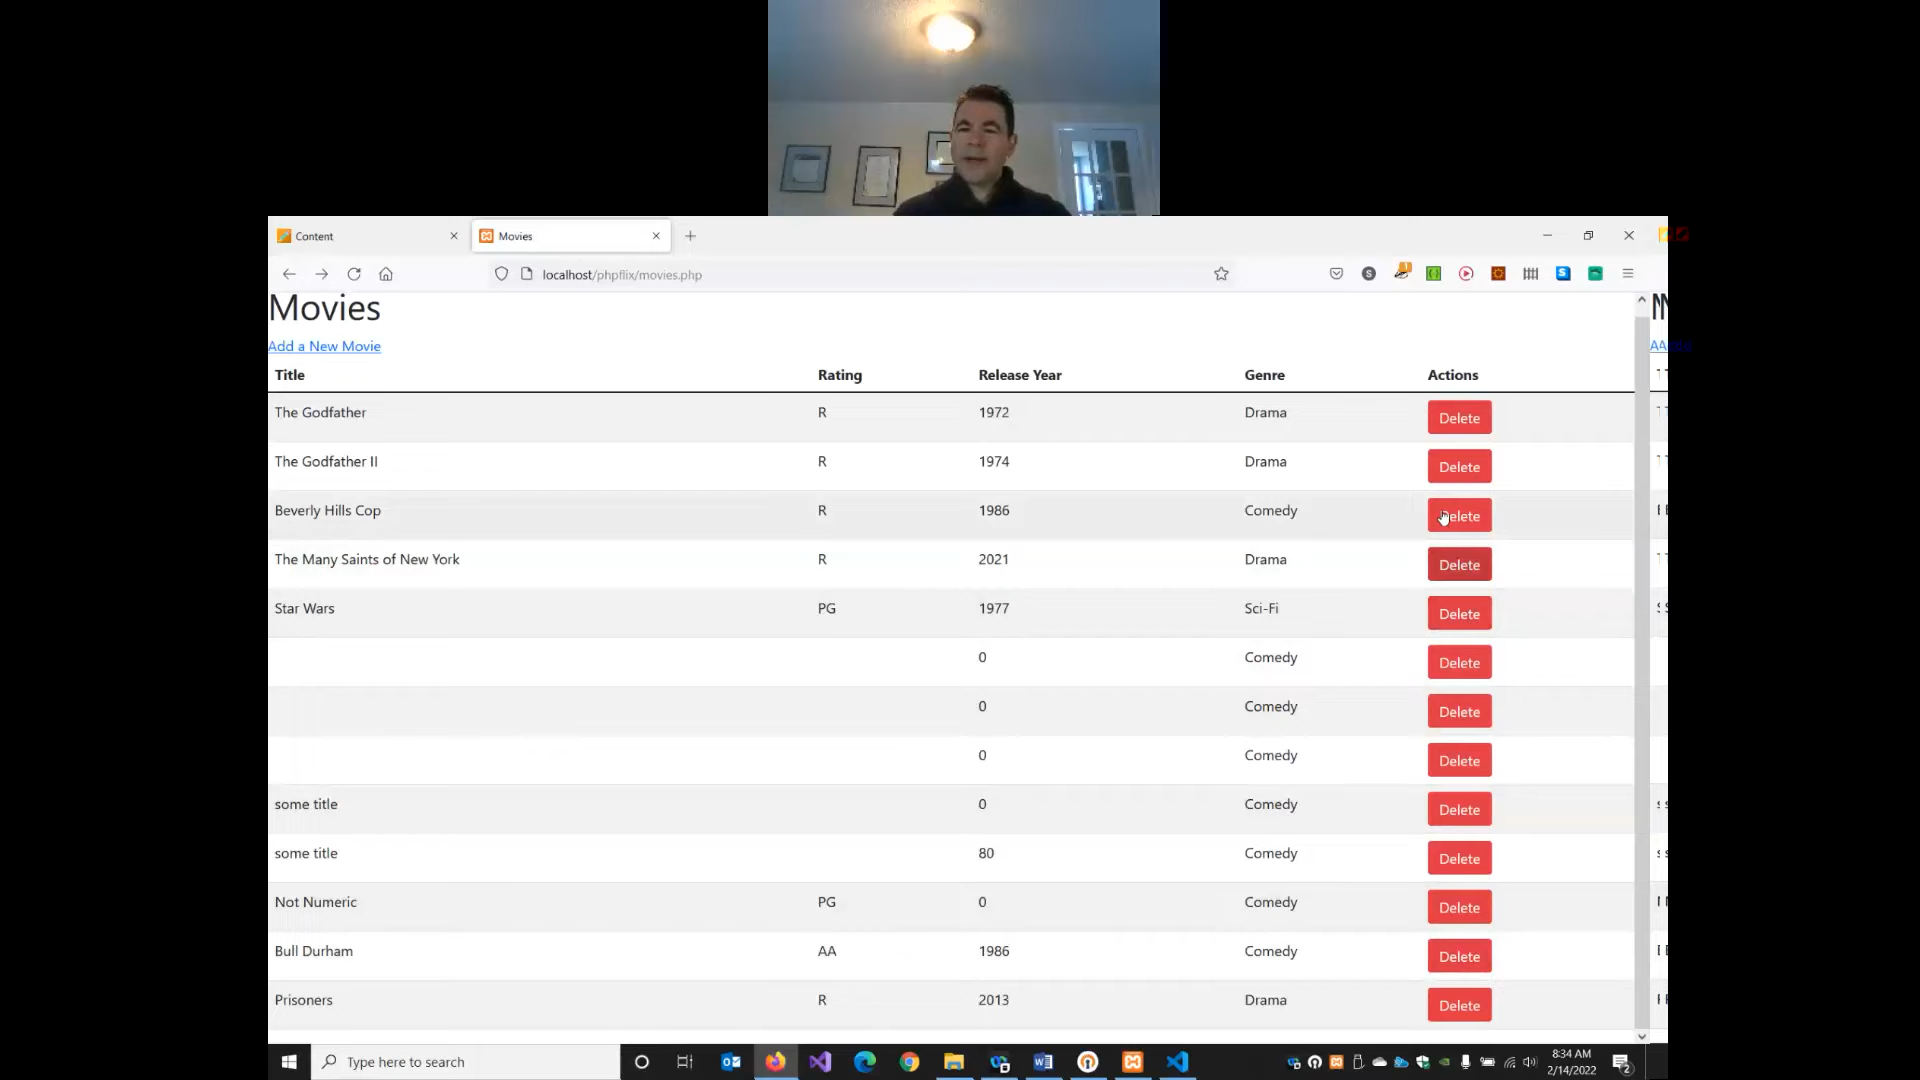 Content
Movies
localhost/phpflix/movies.php
Movies
Add a New Movie
Title Rating Release Year Genre Actions
The Godfather R 1972 Drama Delete
The Godfather II R 1974 Drama Delete
Beverly Hills Cop R 1986 Comedy Delete
The Many Saints of New York R 2021 Drama Delete
Star Wars PG 1977 Sci-Fi Delete
0 Comedy Delete
0 Comedy Delete
0 Comedy Delete
some title 0 Comedy Delete
some title 80 Comedy Delete
Not Numeric PG 0 Comedy Delete
Bull Durham AA 1986 Comedy Delete
Prisoners R 2013 Drama Delete
Type here to search
8:34 AM
2/14/2022
2